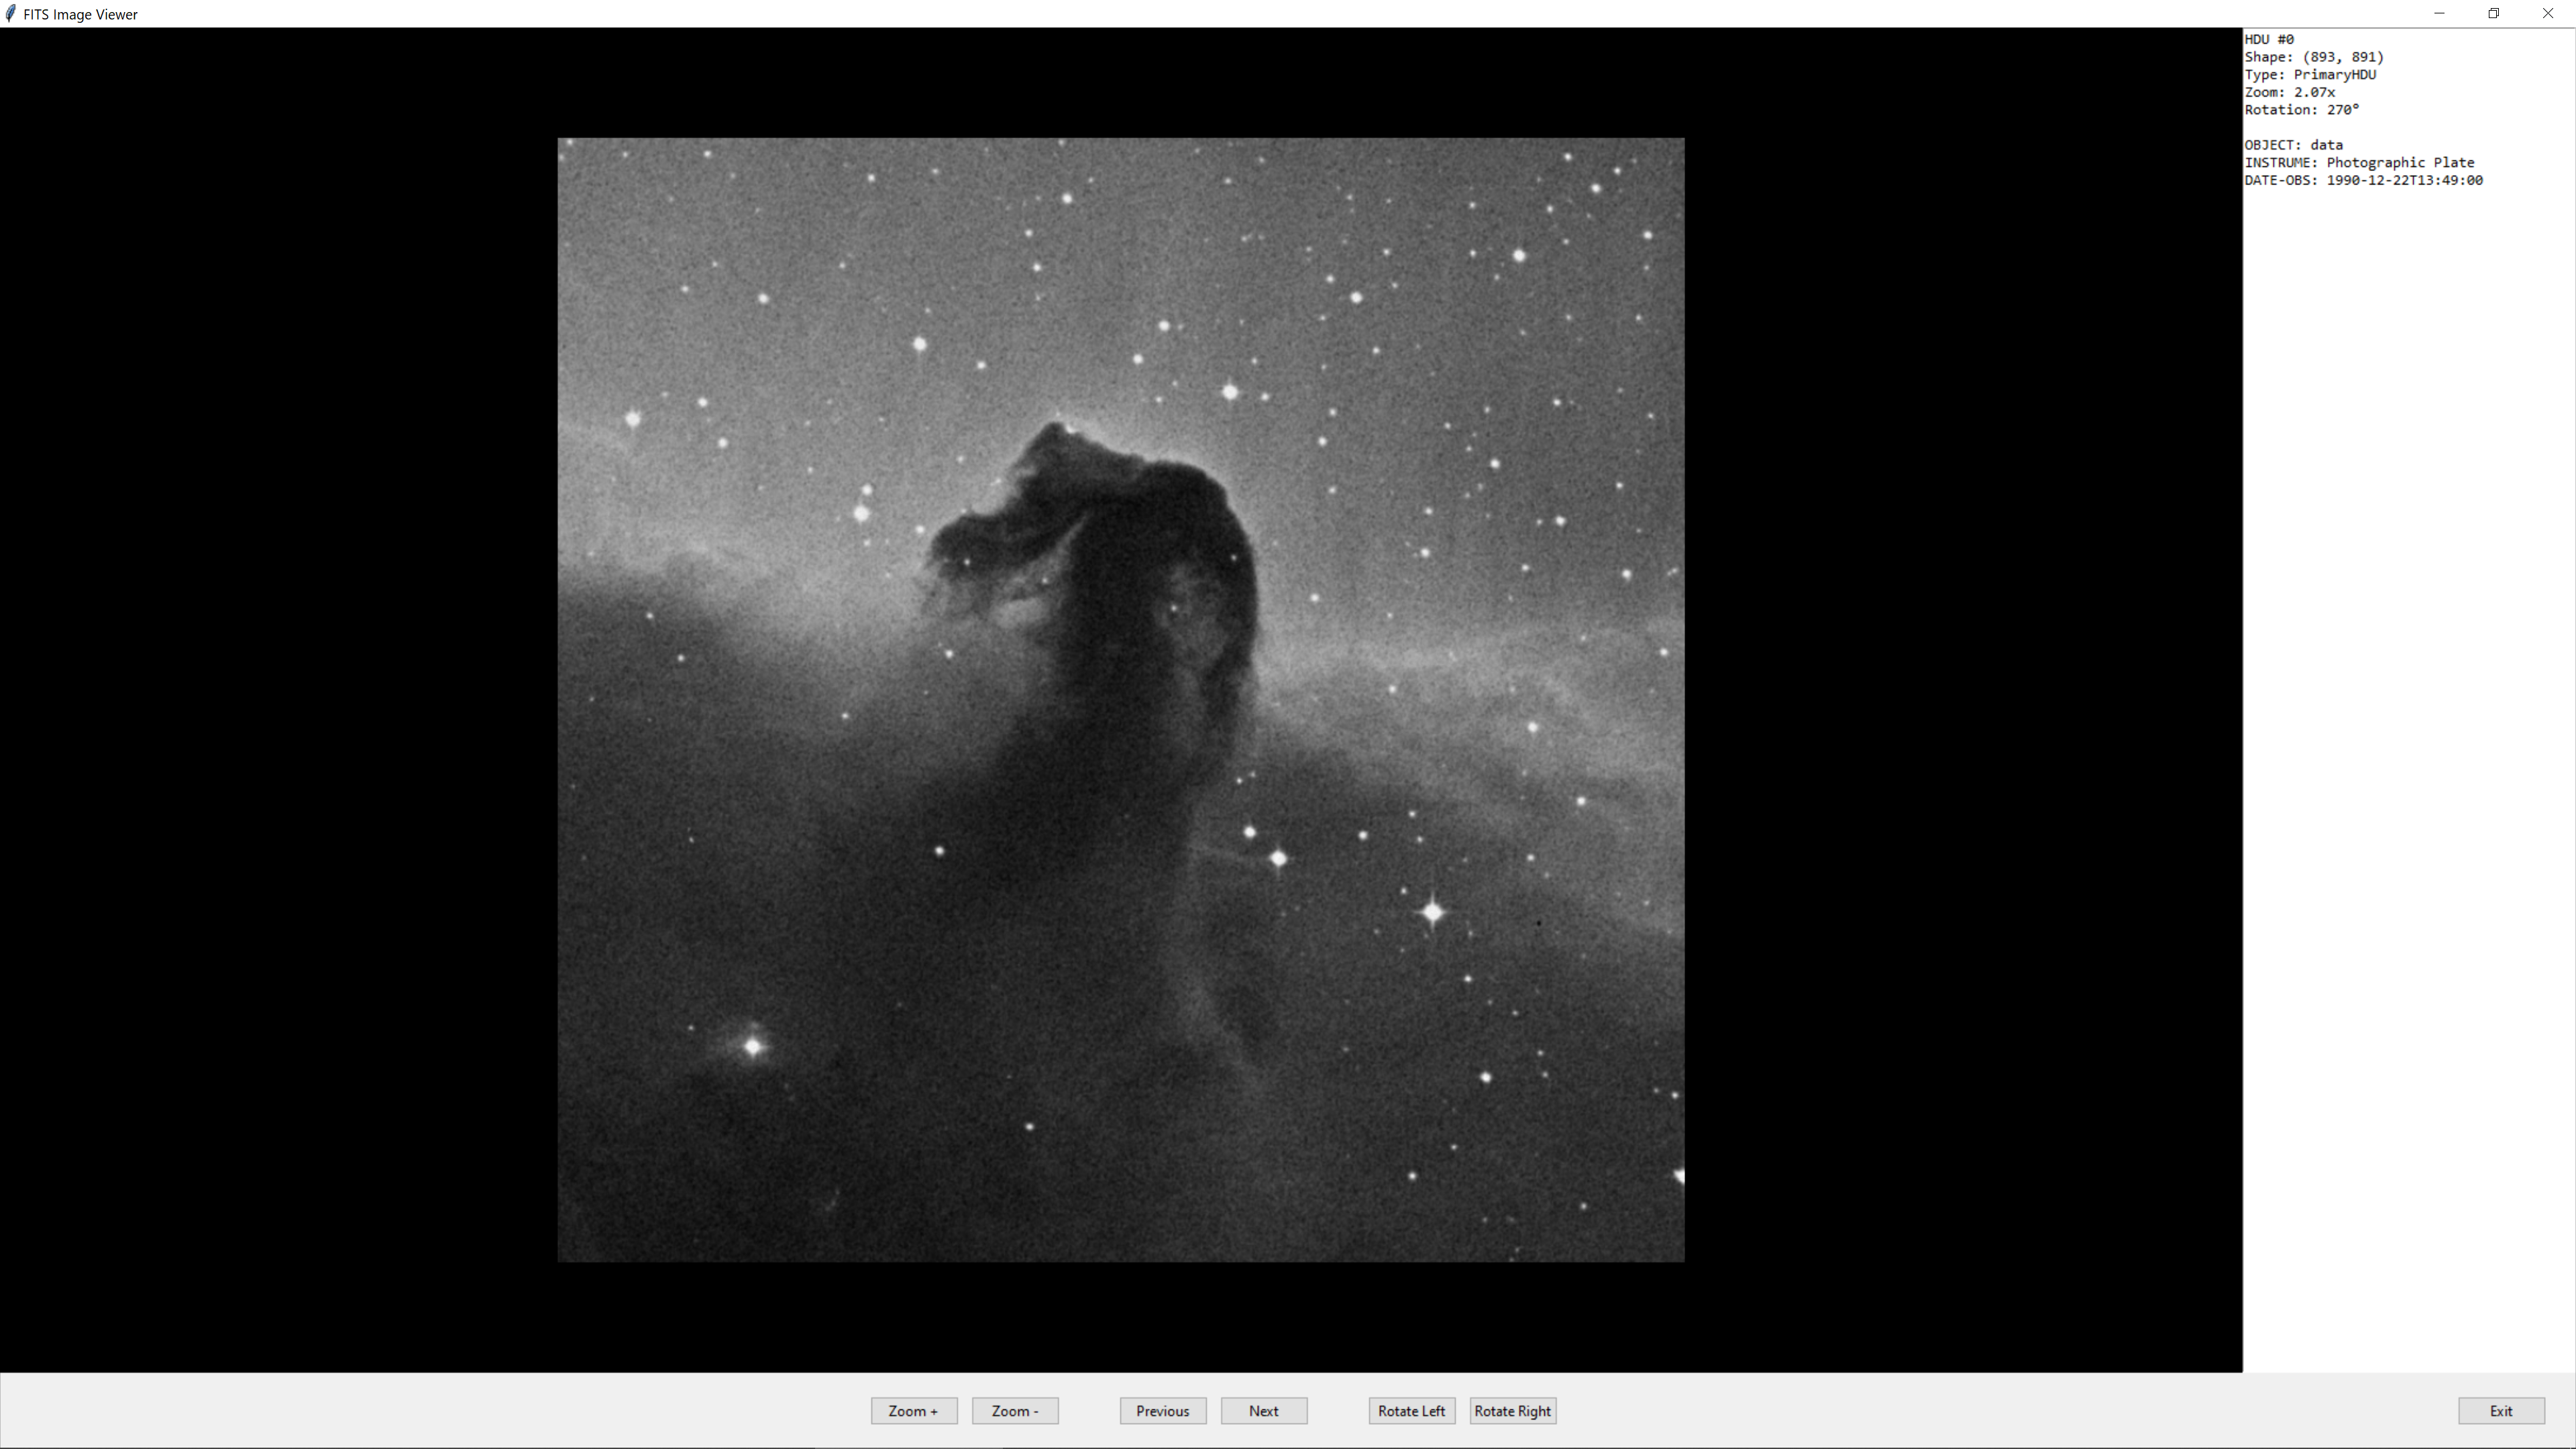 FITS Image Viewer
HDU #0
Shape: (893, 891)
Type: PrimaryHDU
Zoom: 2.07x
Rotation: 270°
OBJECT: data
INSTRUME: Photographic Plate
DATE-OBS: 1990-12-22T13:49:00
Zoom + Zoom - Previous Next Rotate Left Rotate Right Exit